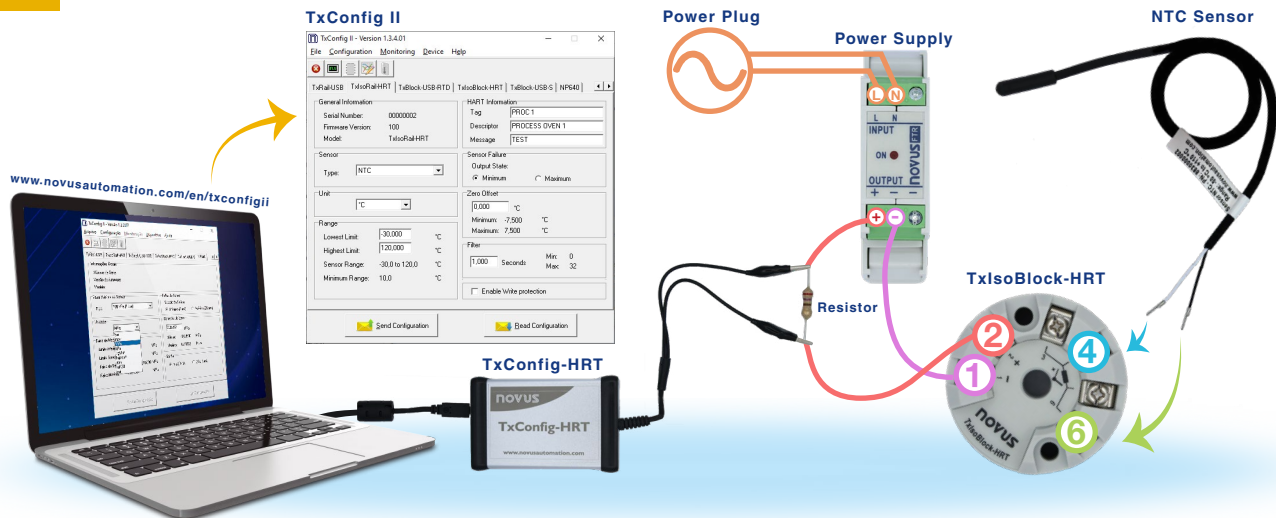 TxConfig II
TxConfig II - Version 1.3.4.01
File Configuration Monitoring Device Help
TxRail-USB TxIsoRail-HRT TxBlock-USB-RTD TxIsoBlock-HRT TxBlock-USB-S NP640
General Information
Serial Number: 00000002
Firmware Version: 100
Model: TxIsoRail-HRT
HART Information
Tag PROC 1
Descriptor PROCESS OVEN 1
Message TEST
Sensor
Type: NTC
Sensor Failure
Output State:
Minimum Maximum
Unit
°C
Zero Offset
0,000 °C
Minimum: -7,500 °C
Maximum: 7,500 °C
Range
Lowest Limit: -30,000 °C
Highest Limit: 120,000 °C
Sensor Range: -30,0 to 120,0 °C
Minimum Range: 10,0 °C
Filter
1,000 Seconds Min: 0
Max: 32
Enable Write protection
Send Configuration Read Configuration
www.novusautomation.com/en/txconfigii
TxConfig-HRT
novus
TxConfig-HRT
www.novusautomation.com
Power Plug
Power Supply
L N
L N
INPUT
ON
OUTPUT
+ − −
novus FTR
+ −
Resistor
NTC Sensor
www.novusautomation.com
TxIsoBlock-HRT
2
1
4
6
novus
TxIsoBlock-HRT